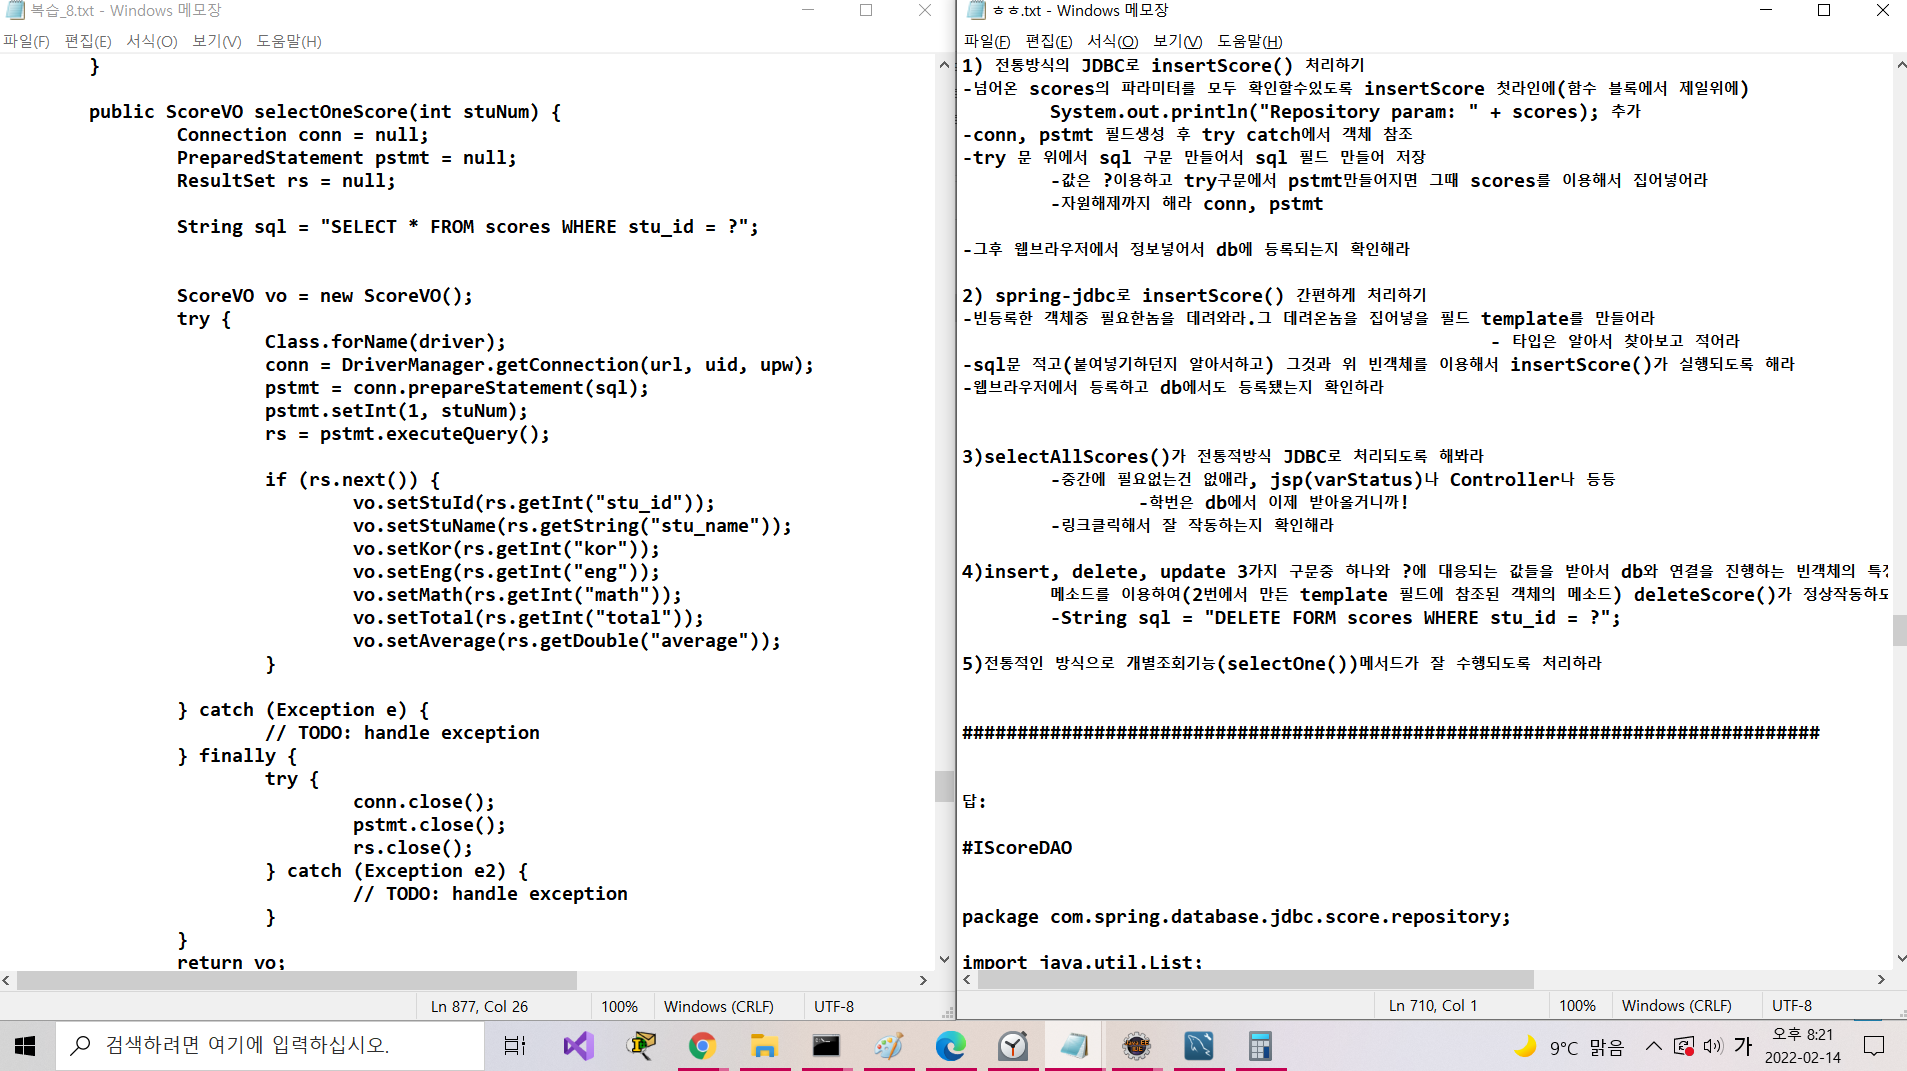 복습_8.txt - Windows 메모장
파일(F) 편집(E) 서식(O) 보기(V) 도움말(H)
}
public ScoreVO selectOneScore(int stuNum) {
Connection conn = null;
PreparedStatement pstmt = null;
ResultSet rs = null;
String sql = "SELECT * FROM scores WHERE stu_id = ?";
ScoreVO vo = new ScoreVO();
try {
Class.forName(driver);
conn = DriverManager.getConnection(url, uid, upw);
pstmt = conn.prepareStatement(sql);
pstmt.setInt(1, stuNum);
rs = pstmt.executeQuery();
if (rs.next()) {
vo.setStuId(rs.getInt("stu_id"));
vo.setStuName(rs.getString("stu_name"));
vo.setKor(rs.getInt("kor"));
vo.setEng(rs.getInt("eng"));
vo.setMath(rs.getInt("math"));
vo.setTotal(rs.getInt("total"));
vo.setAverage(rs.getDouble("average"));
}
} catch (Exception e) {
// TODO: handle exception
} finally {
try {
conn.close();
pstmt.close();
rs.close();
} catch (Exception e2) {
// TODO: handle exception
}
}
return vo;
Ln 877, Col 26 100% Windows (CRLF) UTF-8
ㅎㅎ.txt - Windows 메모장
파일(F) 편집(E) 서식(O) 보기(V) 도움말(H)
1) 전통방식의 JDBC로 insertScore() 처리하기
-넘어온 scores의 파라미터를 모두 확인할수있도록 insertScore 첫라인에(함수 블록에서 제일위에)
System.out.println("Repository param: " + scores); 추가
-conn, pstmt 필드생성 후 try catch에서 객체 참조
-try 문 위에서 sql 구문 만들어서 sql 필드 만들어 저장
-값은 ?이용하고 try구문에서 pstmt만들어지면 그때 scores를 이용해서 집어넣어라
-자원해제까지 해라 conn, pstmt
-그후 웹브라우저에서 정보넣어서 db에 등록되는지 확인해라
2) spring-jdbc로 insertScore() 간편하게 처리하기
-빈등록한 객체중 필요한놈을 데려와라.그 데려온놈을 집어넣을 필드 template를 만들어라
- 타입은 알아서 찾아보고 적어라
-sql문 적고(붙여넣기하던지 알아서하고) 그것과 위 빈객체를 이용해서 insertScore()가 실행되도록 해라
-웹브라우저에서 등록하고 db에서도 등록됐는지 확인하라
3)selectAllScores()가 전통적방식 JDBC로 처리되도록 해봐라
-중간에 필요없는건 없애라, jsp(varStatus)나 Controller나 등등
-학번은 db에서 이제 받아올거니까!
-링크클릭해서 잘 작동하는지 확인해라
4)insert, delete, update 3가지 구문중 하나와 ?에 대응되는 값들을 받아서 db와 연결을 진행하는 빈객체의 특정
메소드를 이용하여(2번에서 만든 template 필드에 참조된 객체의 메소드) deleteScore()가 정상작동하도
-String sql = "DELETE FORM scores WHERE stu_id = ?";
5)전통적인 방식으로 개별조회기능(selectOne())메서드가 잘 수행되도록 처리하라
##############################################################################
답:
#IScoreDAO
package com.spring.database.jdbc.score.repository;
import java.util.List;
Ln 710, Col 1 100% Windows (CRLF) UTF-8
검색하려면 여기에 입력하십시오.
9°C 맑음
가
오후 8:21
2022-02-14